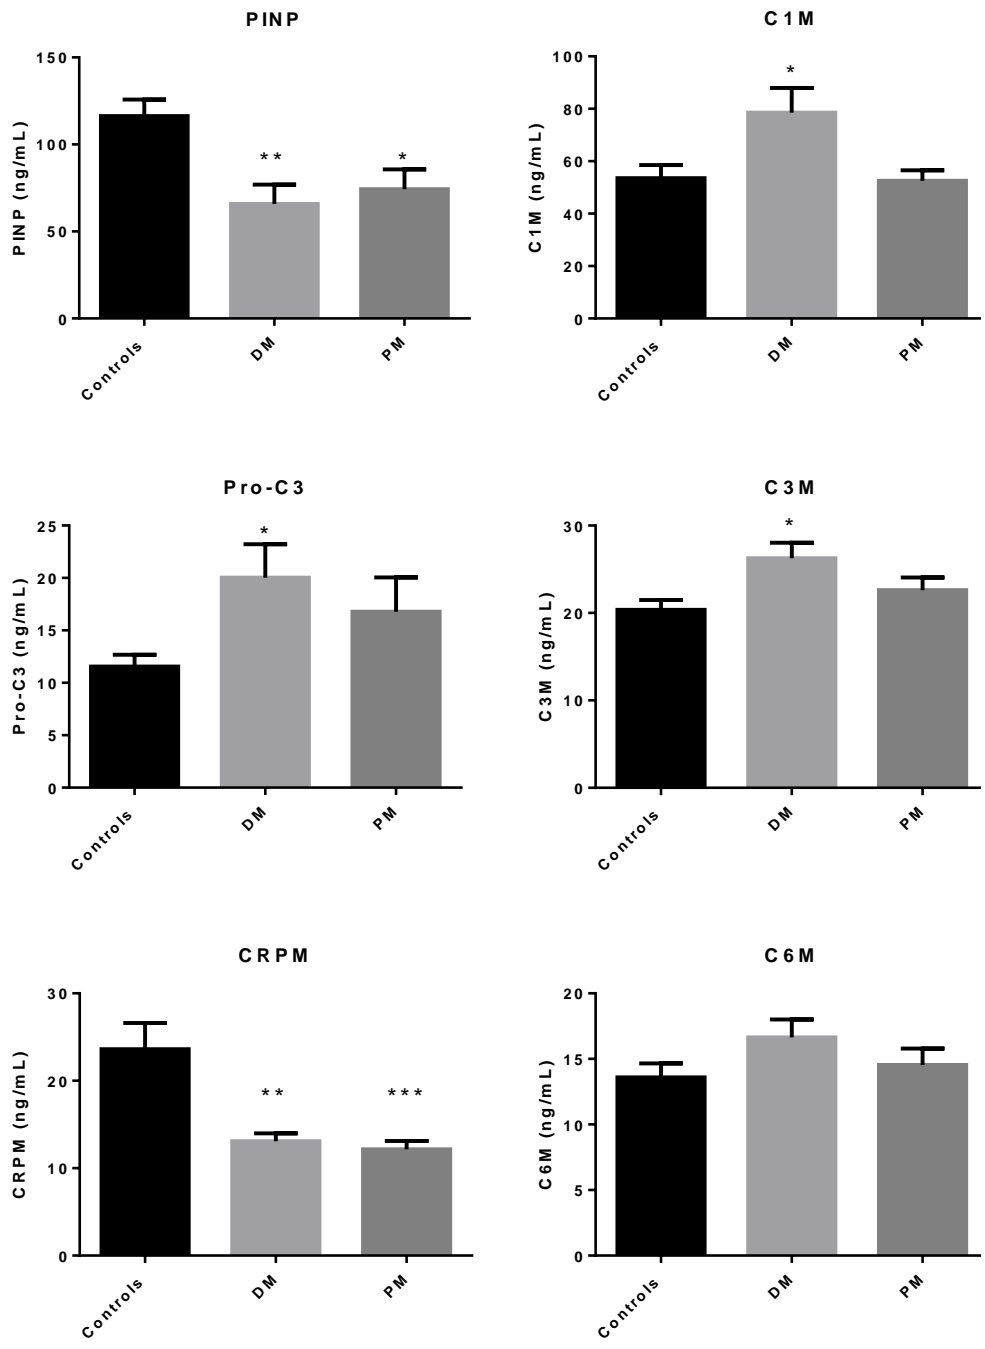 PINP
PINP (ng/mL)
150
100
50
0
**
*
Controls
DM
PM
C1M
C1M (ng/mL)
100
80
60
40
20
0
*
Controls
DM
PM
Pro-C3
Pro-C3 (ng/mL)
25
20
15
10
5
0
*
Controls
DM
PM
C3M
C3M (ng/mL)
30
20
10
0
*
Controls
DM
PM
CRPM
CRPM (ng/mL)
30
20
10
0
**
***
Controls
DM
PM
C6M
C6M (ng/mL)
20
15
10
5
0
Controls
DM
PM